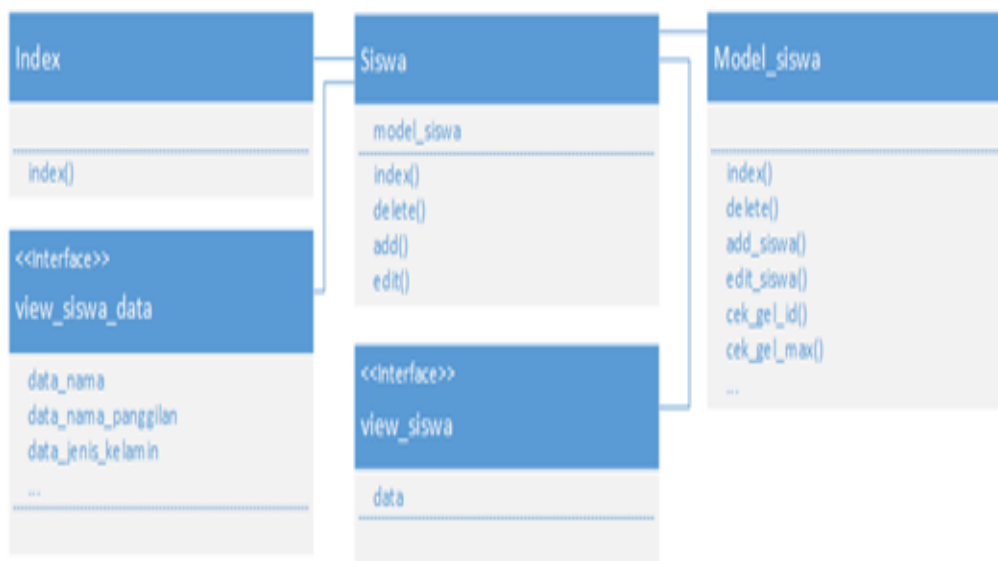 Index
index()
<<Interface>>
view_siswa_data
data_nama
data_nama_panggilan
data_jenis_kelamin
...
Siswa
model_siswa
index()
delete()
add()
edit()
<<Interface>>
view_siswa
data
Model_siswa
index()
delete()
add_siswa()
edit_siswa()
cek_gel_id()
cek_gel_max()
...